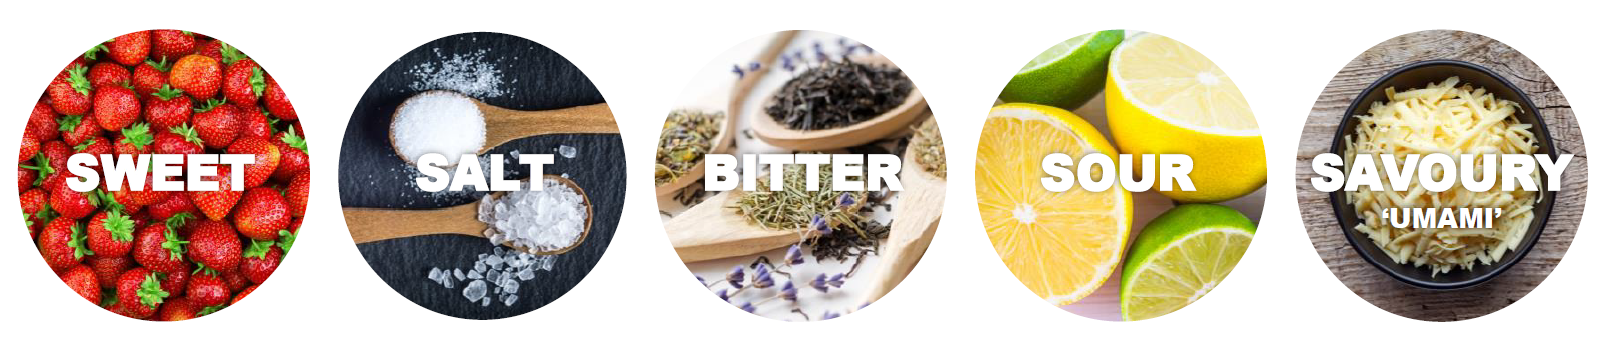 SWEET
SALT
BITTER
SOUR
SAVOURY
‘UMAMI’